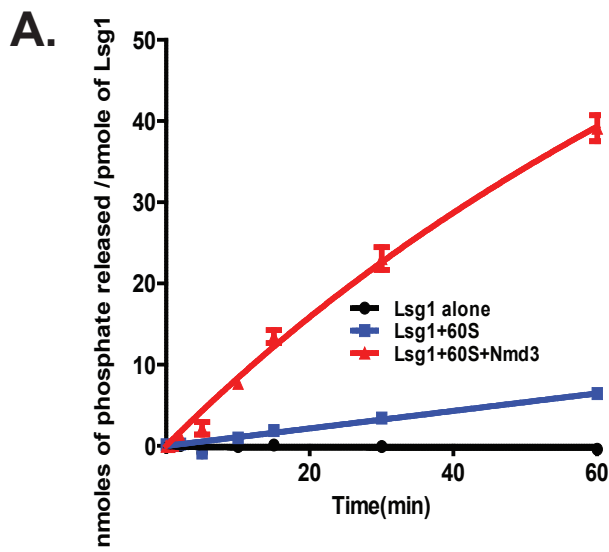 A.
nmoles of phosphate released /pmole of Lsg1
50
40
30
20
10
0
Lsg1 alone
Lsg1+60S
Lsg1+60S+Nmd3
20
40
60
Time(min)